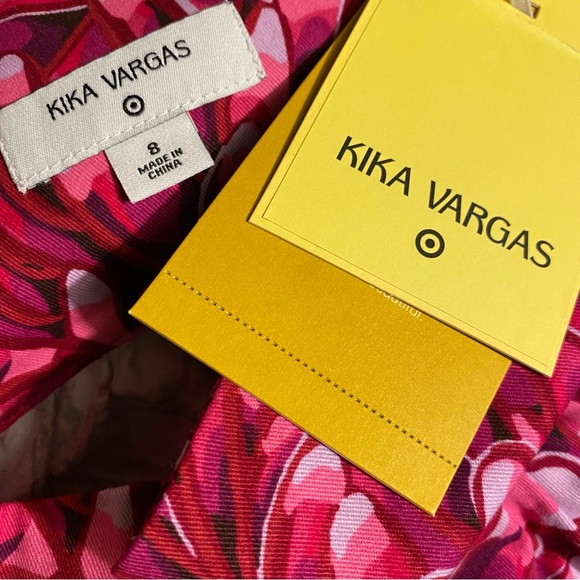 KIKA VARGAS
8
MADE IN
CHINA
KIKA VARGAS